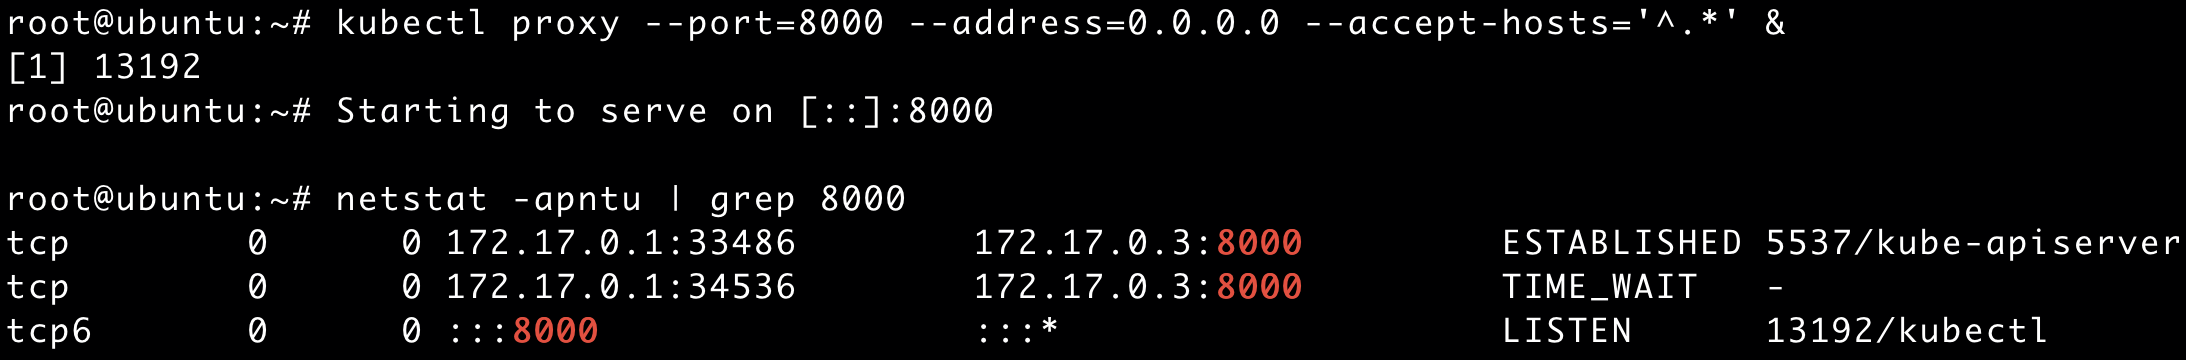 root@ubuntu:~# kubectl proxy --port=8000 --address=0.0.0.0 --accept-hosts='^.*' &
[1] 13192
root@ubuntu:~# Starting to serve on [::]:8000
root@ubuntu:~# netstat -apntu | grep 8000
tcp        0      0 172.17.0.1:33486        172.17.0.3:8000         ESTABLISHED 5537/kube-apiserver
tcp        0      0 172.17.0.1:34536        172.17.0.3:8000         TIME_WAIT   -
tcp6       0      0 :::8000                 :::*                    LISTEN      13192/kubectl